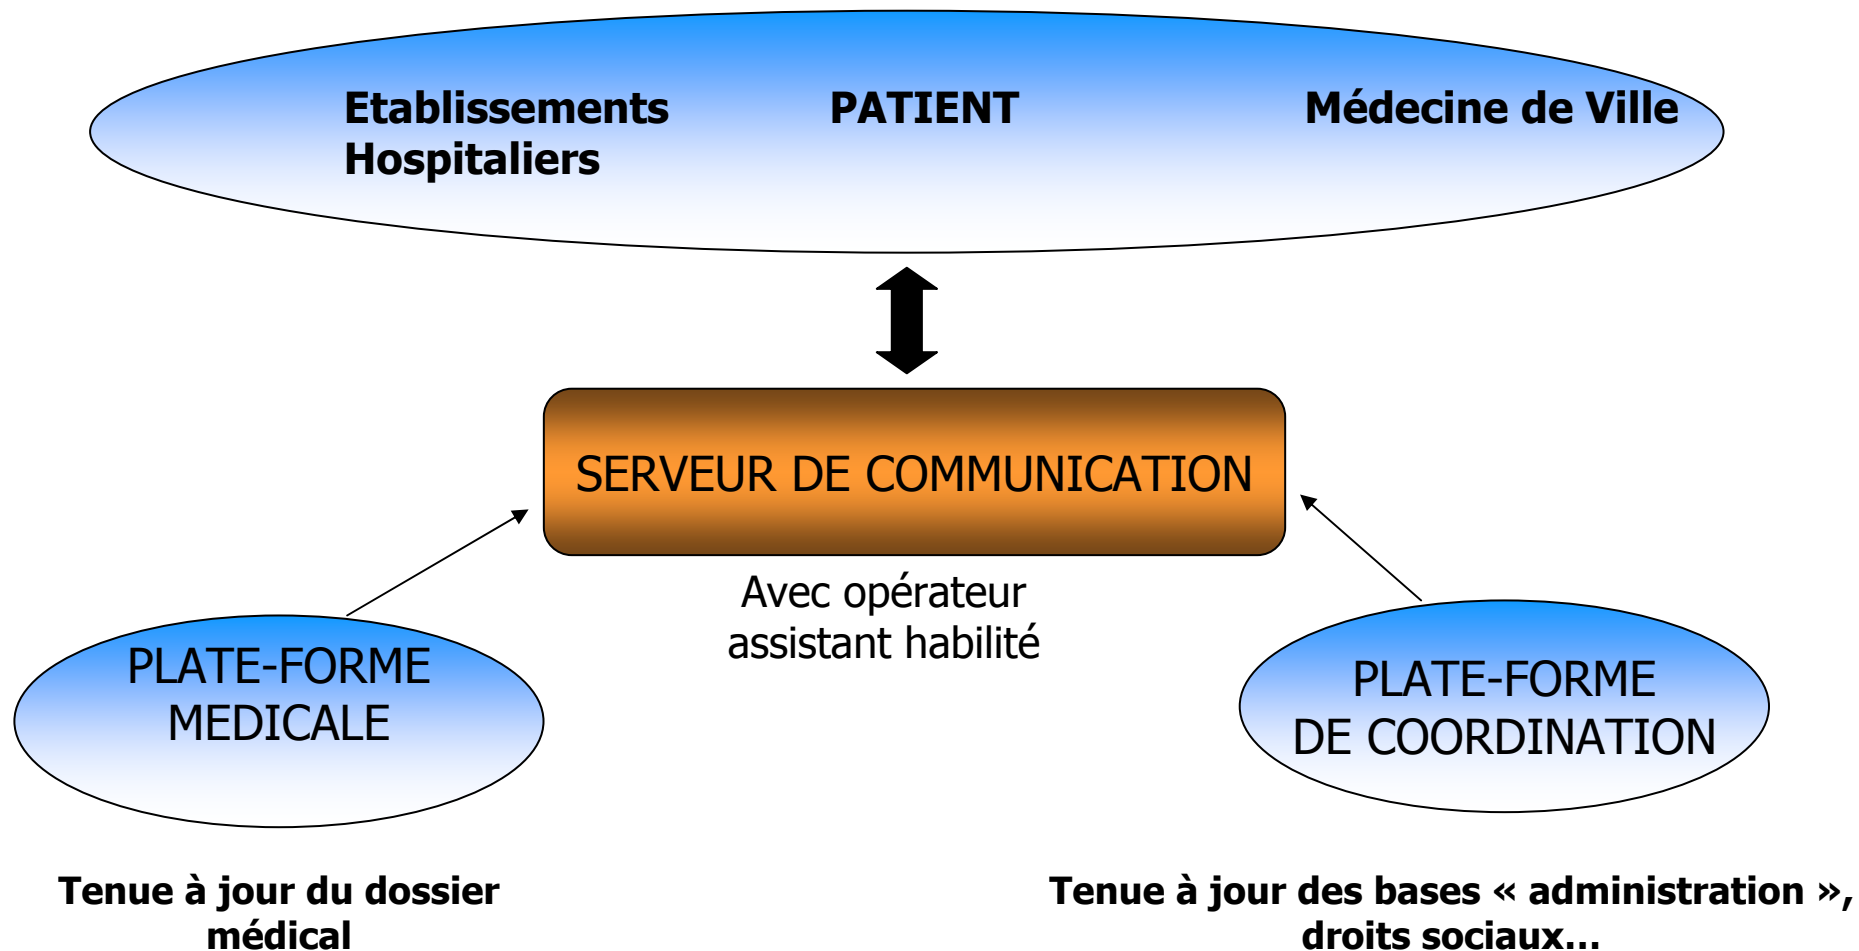 Etablissements
Hospitaliers
PATIENT
Médecine de Ville
SERVEUR DE COMMUNICATION
Avec opérateur
assistant habilité
PLATE-FORME
MEDICALE
PLATE-FORME
DE COORDINATION
Tenue à jour du dossier
médical
Tenue à jour des bases « administration »,
droits sociaux...